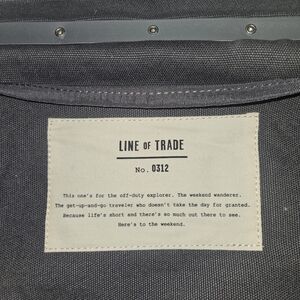 LINE OF TRADE
No. 0312
This one's for the off-duty explorer. The weekend wanderer.
The get-up-and-go traveler who doesn't take the day for granted.
Because life's short and there's so much out there to see.
Here's to the weekend.